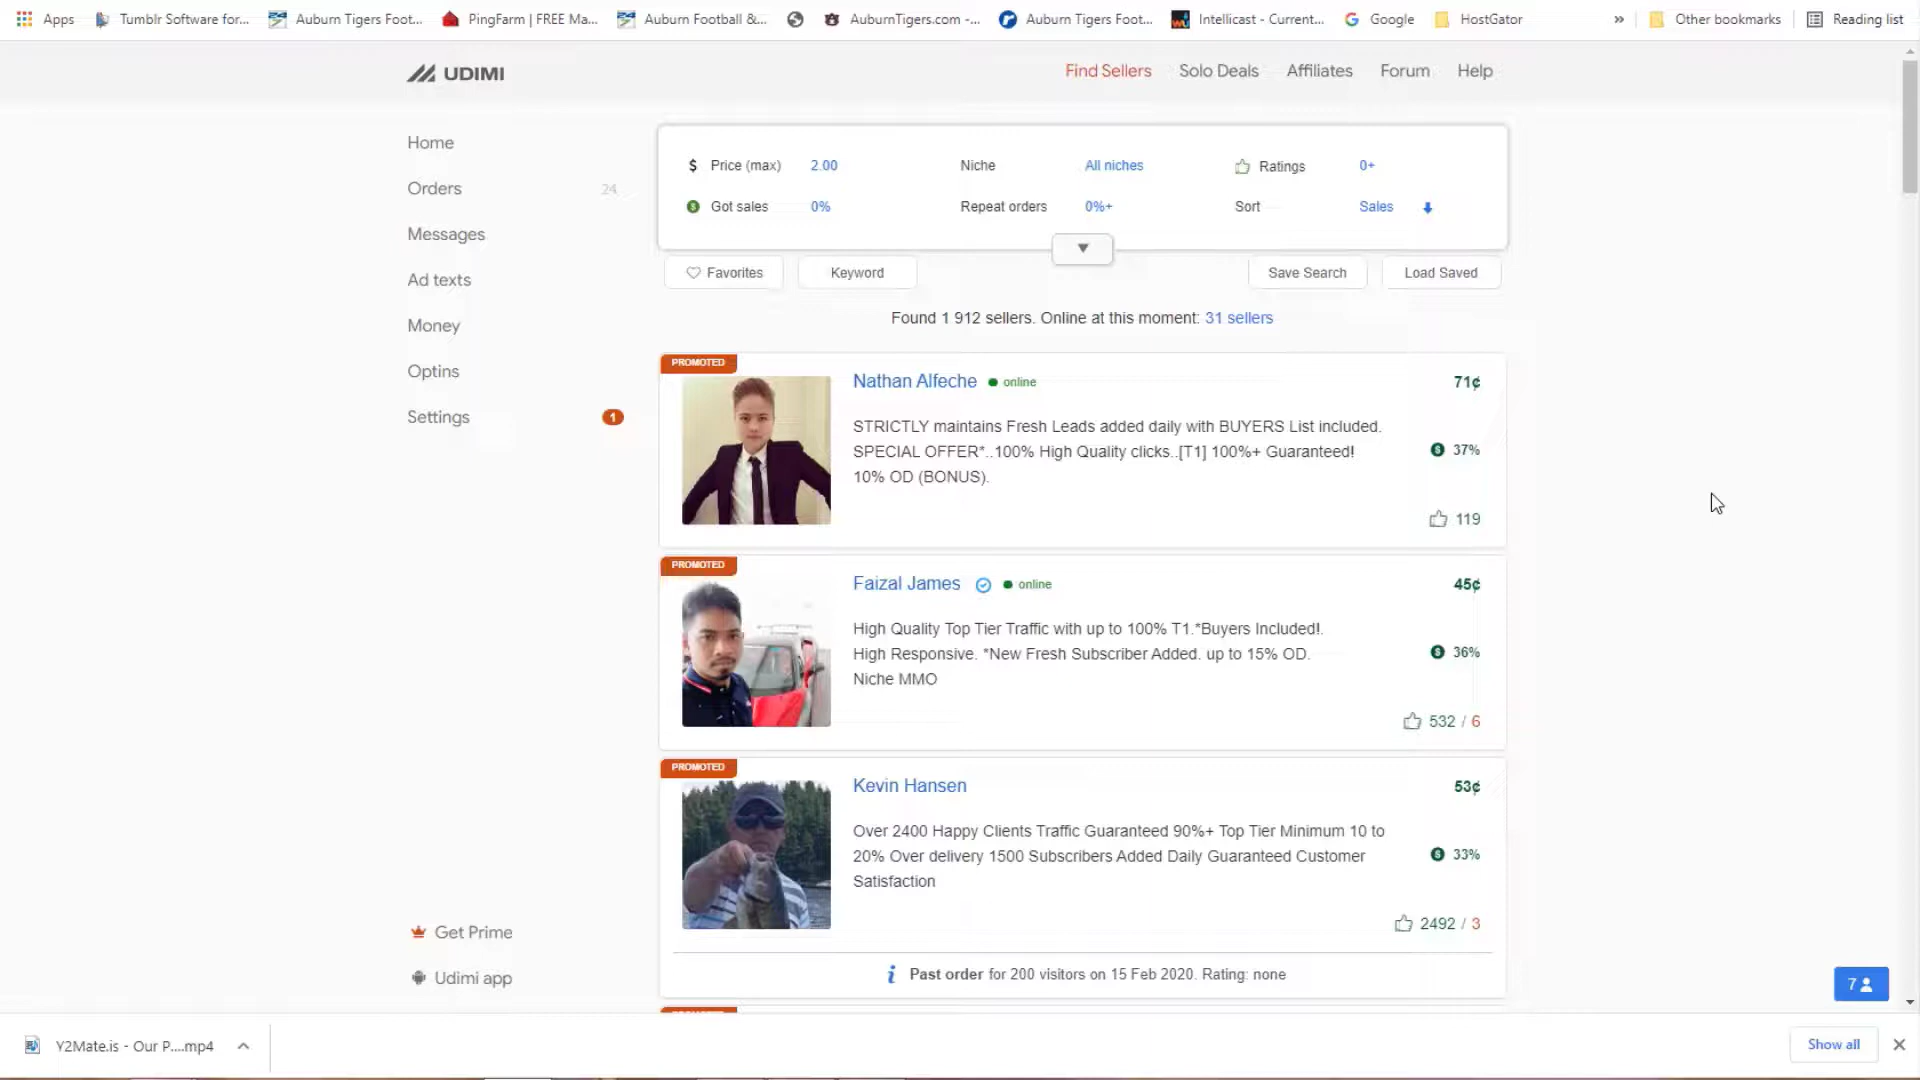 Apps
Tumblr Software for...
Auburn Tigers Foot...
PingFarm | FREE Ma...
Auburn Football &...
AuburnTigers.com -...
Auburn Tigers Foot...
Intellicast - Current...
Google
HostGator
»
Other bookmarks
Reading list
UDIMI
Find Sellers
Solo Deals
Affiliates
Forum
Help
Home
Orders 24
Messages
Ad texts
Money
Optins
Settings 1
Get Prime
Udimi app
$ Price (max) 2.00 Niche All niches Ratings 0+
Got sales 0% Repeat orders 0%+ Sort Sales
Favorites Keyword Save Search Load Saved
Found 1 912 sellers. Online at this moment: 31 sellers
PROMOTED
Nathan Alfeche online 71¢
STRICTLY maintains Fresh Leads added daily with BUYERS List included.
SPECIAL OFFER*..100% High Quality clicks..[T1] 100%+ Guaranteed!
10% OD (BONUS).
$ 37%
119
PROMOTED
Faizal James online 45¢
High Quality Top Tier Traffic with up to 100% T1.*Buyers Included!.
High Responsive. *New Fresh Subscriber Added. up to 15% OD.
Niche MMO
$ 36%
532 / 6
PROMOTED
Kevin Hansen 53¢
Over 2400 Happy Clients Traffic Guaranteed 90%+ Top Tier Minimum 10 to
20% Over delivery 1500 Subscribers Added Daily Guaranteed Customer
Satisfaction
$ 33%
2492 / 3
Past order for 200 visitors on 15 Feb 2020. Rating: none
7
Y2Mate.is - Our P....mp4
Show all